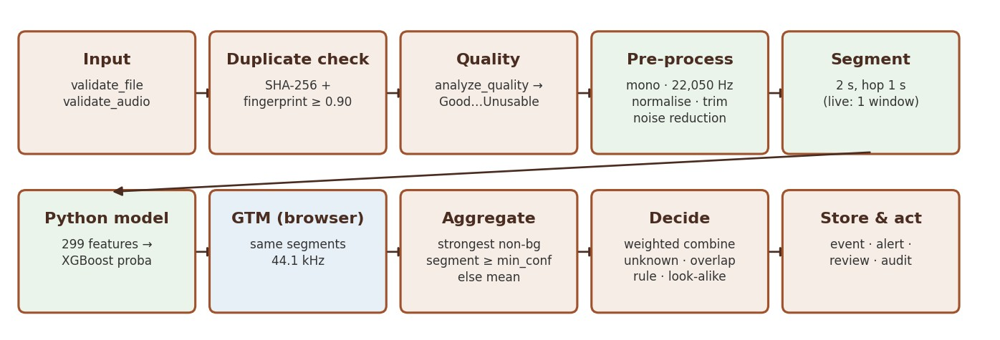 Input
validate_file
validate_audio
Duplicate check
SHA-256 +
fingerprint ≥ 0.90
Quality
analyze_quality →
Good…Unusable
Pre-process
mono · 22,050 Hz
normalise · trim
noise reduction
Segment
2 s, hop 1 s
(live: 1 window)
Python model
299 features →
XGBoost proba
GTM (browser)
same segments
44.1 kHz
Aggregate
strongest non-bg
segment ≥ min_conf
else mean
Decide
weighted combine
unknown · overlap
rule · look-alike
Store & act
event · alert ·
review · audit